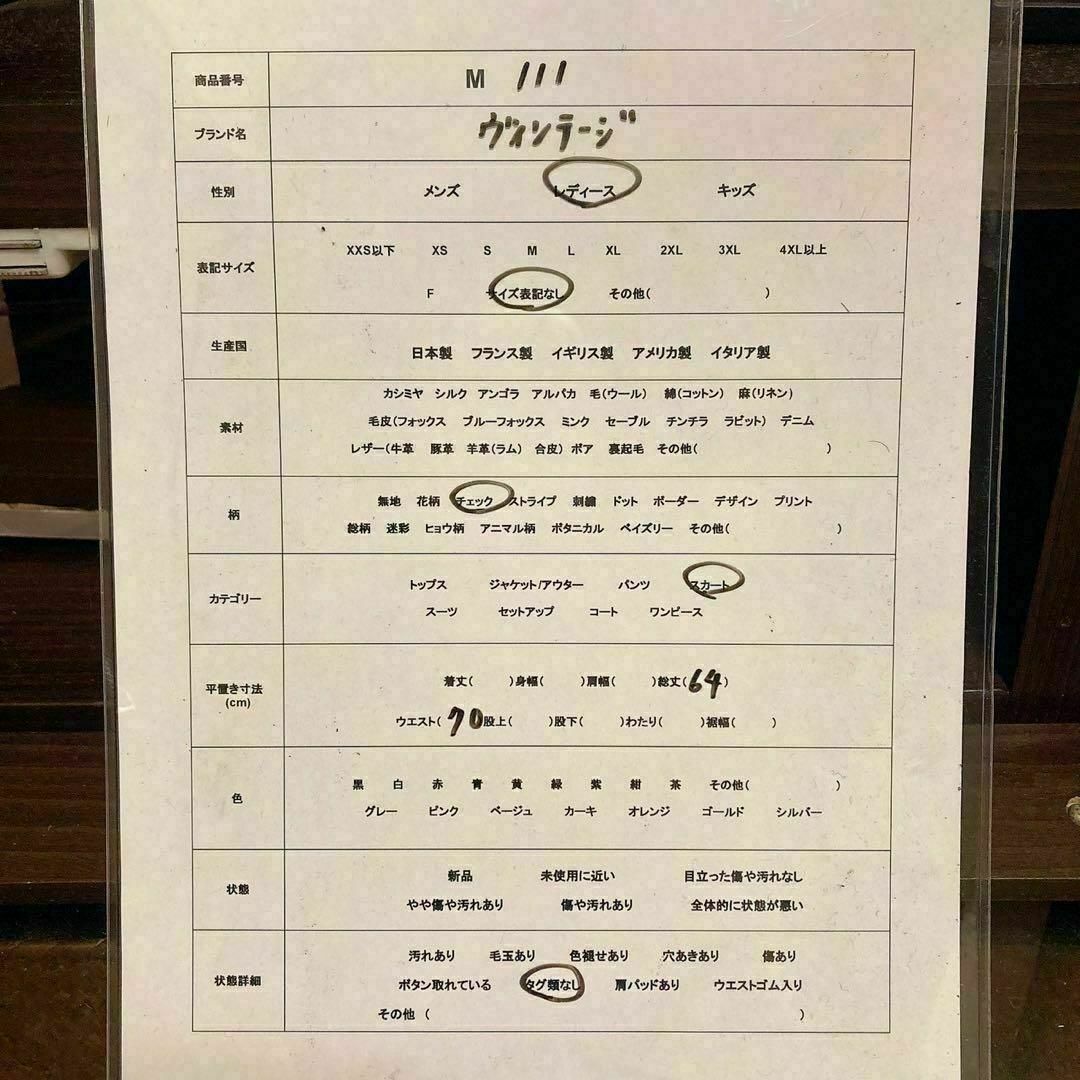 商品番号 M 111
ブランド名 ヴィンテージ
性別 メンズ レディース キッズ
表記サイズ XXS以下 XS S M L XL 2XL 3XL 4XL以上
F サイズ表記なし その他( )
生産国 日本製 フランス製 イギリス製 アメリカ製 イタリア製
素材 カシミヤ シルク アンゴラ アルパカ 毛(ウール) 綿(コットン) 麻(リネン)
毛皮(フォックス ブルーフォックス ミンク セーブル チンチラ ラビット) デニム
レザー(牛革 豚革 羊革(ラム) 合皮) ボア 裏起毛 その他( )
柄 無地 花柄 チェック ストライプ 刺繍 ドット ボーダー デザイン プリント
総柄 迷彩 ヒョウ柄 アニマル柄 ボタニカル ペイズリー その他( )
カテゴリー トップス ジャケット/アウター パンツ スカート
スーツ セットアップ コート ワンピース
平置き寸法 (cm) 着丈( )身幅( )肩幅( )総丈(64)
ウエスト(70 股上( )股下( )わたり( )裾幅( )
色 黒 白 赤 青 黄 緑 紫 紺 茶 その他( )
グレー ピンク ベージュ カーキ オレンジ ゴールド シルバー
状態 新品 未使用に近い 目立った傷や汚れなし
やや傷や汚れあり 傷や汚れあり 全体的に状態が悪い
状態詳細 汚れあり 毛玉あり 色褪せあり 穴あきあり 傷あり
ボタン取れている タグ類なし 肩パッドあり ウエストゴム入り
その他 ( )